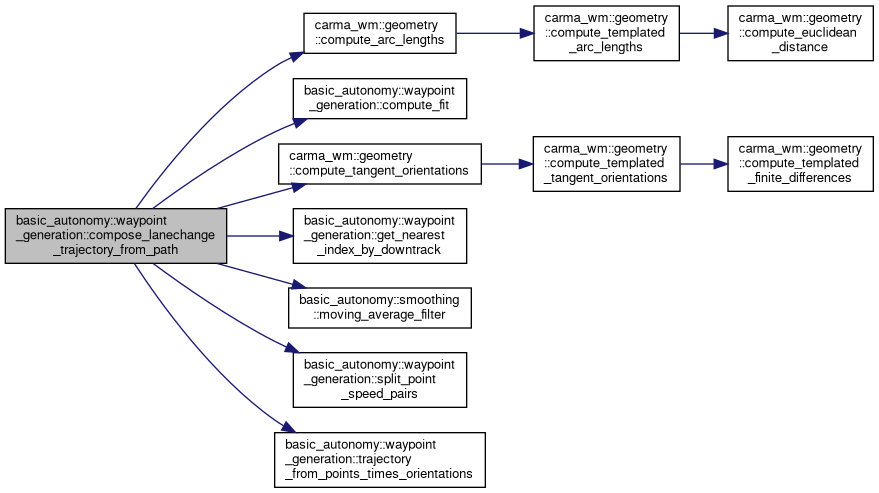 basic_autonomy::waypoint
_generation::compose_lanechange
_trajectory_from_path
carma_wm::geometry
::compute_arc_lengths
carma_wm::geometry
::compute_templated
_arc_lengths
carma_wm::geometry
::compute_euclidean
_distance
basic_autonomy::waypoint
_generation::compute_fit
carma_wm::geometry
::compute_tangent_orientations
carma_wm::geometry
::compute_templated
_tangent_orientations
carma_wm::geometry
::compute_templated
_finite_differences
basic_autonomy::waypoint
_generation::get_nearest
_index_by_downtrack
basic_autonomy::smoothing
::moving_average_filter
basic_autonomy::waypoint
_generation::split_point
_speed_pairs
basic_autonomy::waypoint
_generation::trajectory
_from_points_times_orientations